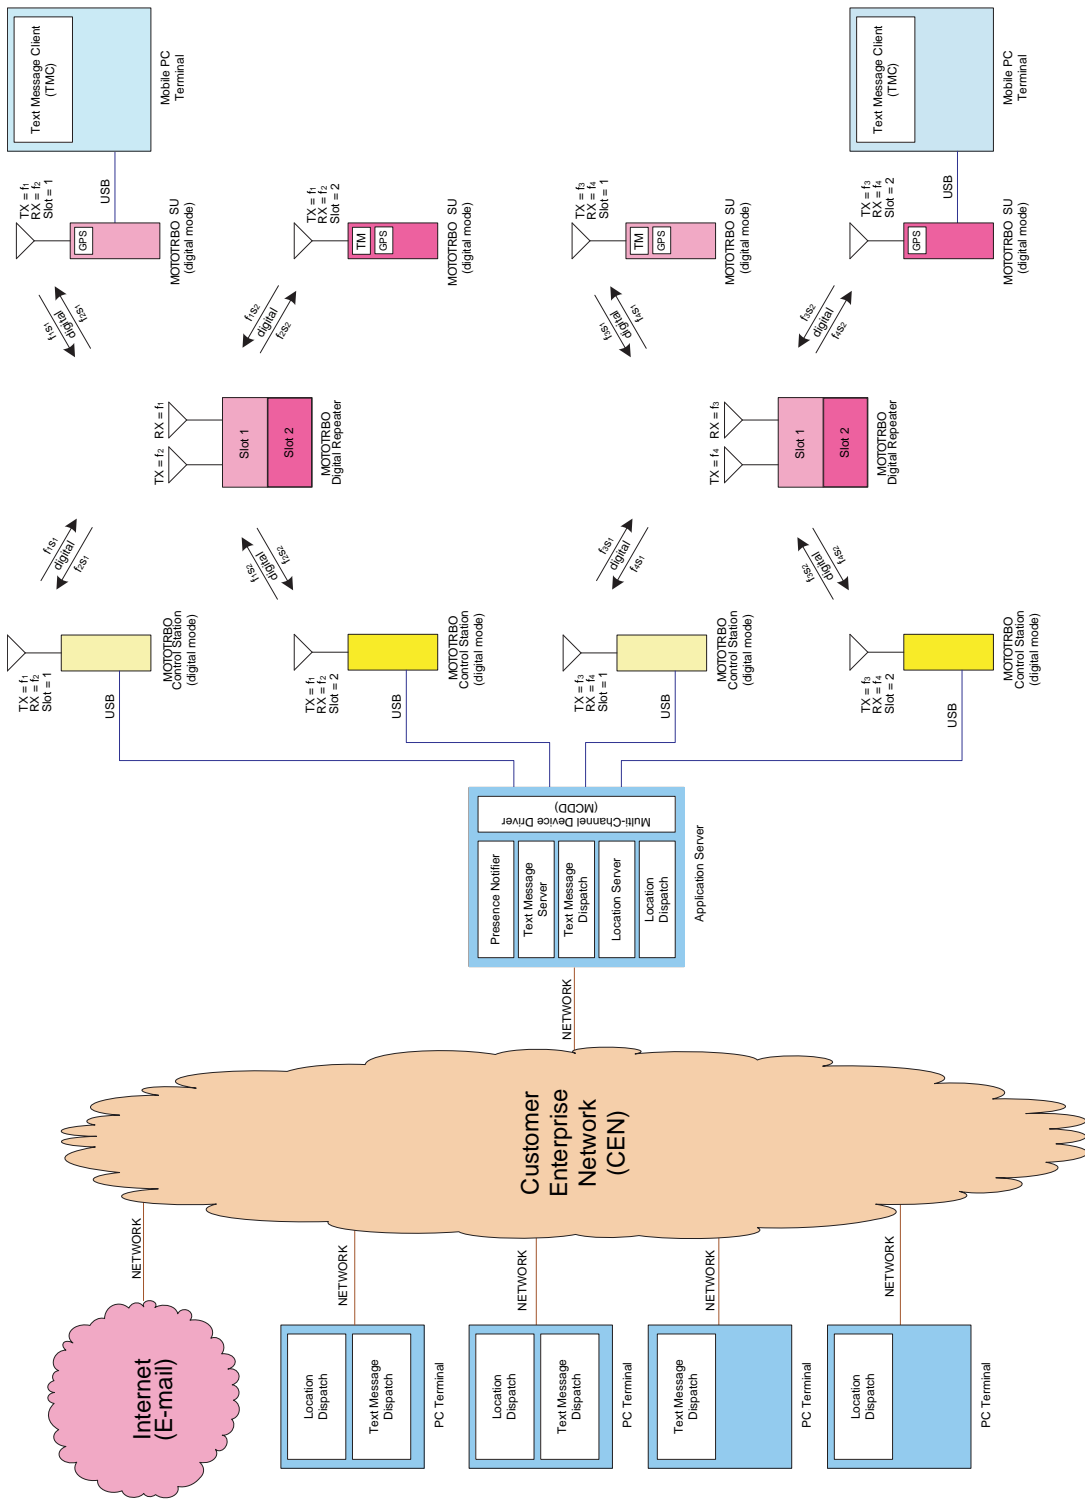 Internet
(E-mail)
NETWORK
Location
Dispatch
Text Message
Dispatch
PC Terminal
NETWORK
Location
Dispatch
Text Message
Dispatch
PC Terminal
NETWORK
Text Message
Dispatch
PC Terminal
NETWORK
Location
Dispatch
PC Terminal
NETWORK
Customer
Enterprise
Network
(CEN)
NETWORK
Presence Notifier
Text Message
Server
Text Message
Dispatch
Location Server
Location
Dispatch
Multi-Channel Device Driver
(MCDD)
Application Server
USB
TX = f1
RX = f2
Slot = 1
MOTOTRBO
Control Station
(digital mode)
USB
TX = f1
RX = f2
Slot = 2
MOTOTRBO
Control Station
(digital mode)
USB
TX = f3
RX = f4
Slot = 1
MOTOTRBO
Control Station
(digital mode)
USB
TX = f3
RX = f4
Slot = 2
MOTOTRBO
Control Station
(digital mode)
f1s1
digital
f2s1
f1s2
digital
f2s2
f3s1
digital
f4s1
f3s2
digital
f4s2
TX = f2
RX = f1
Slot 1
Slot 2
MOTOTRBO
Digital Repeater
TX = f4
RX = f3
Slot 1
Slot 2
MOTOTRBO
Digital Repeater
f1s1
digital
f2s1
f1s2
digital
f2s2
f3s1
digital
f4s1
f3s2
digital
f4s2
TX = f1
RX = f2
Slot = 1
GPS
MOTOTRBO SU
(digital mode)
USB
Text Message Client
(TMC)
Mobile PC
Terminal
TX = f1
RX = f2
Slot = 2
TM
GPS
MOTOTRBO SU
(digital mode)
TX = f3
RX = f4
Slot = 1
TM
GPS
MOTOTRBO SU
(digital mode)
TX = f3
RX = f4
Slot = 2
GPS
MOTOTRBO SU
(digital mode)
USB
Text Message Client
(TMC)
Mobile PC
Terminal